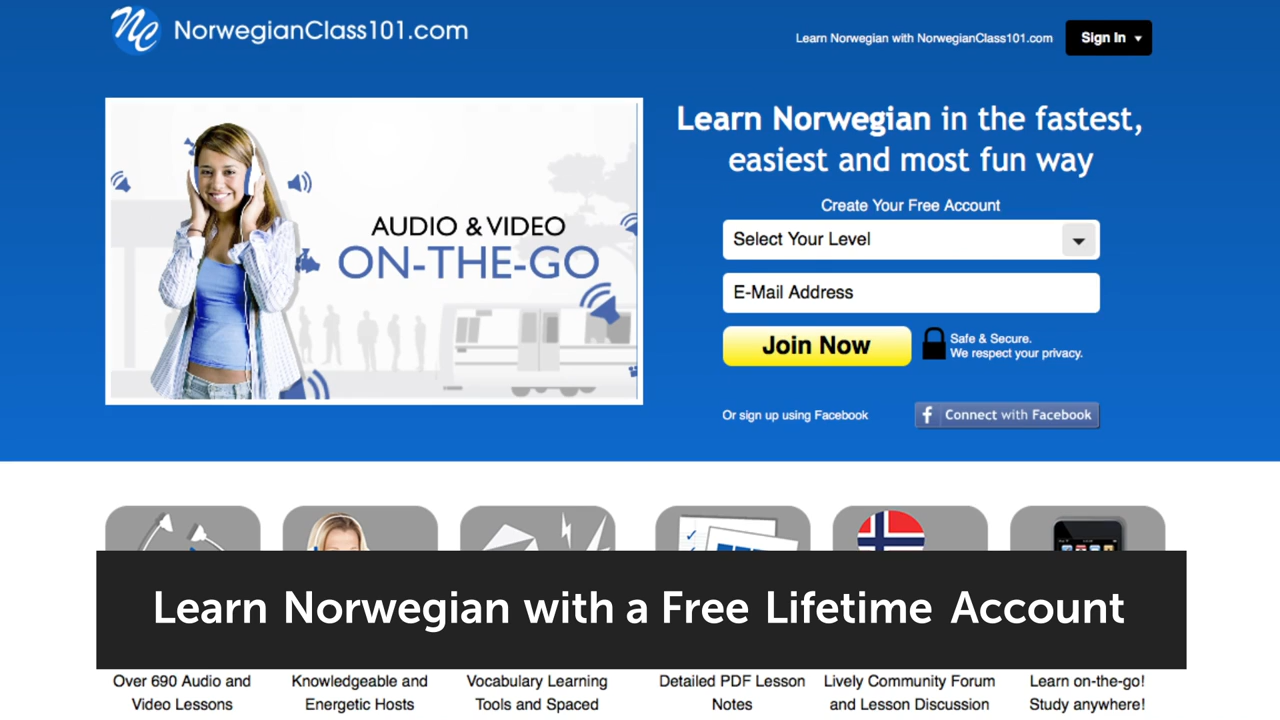 NC NorwegianClass101.com
Learn Norwegian with NorwegianClass101.com
Sign In
AUDIO & VIDEO
ON-THE-GO
Learn Norwegian in the fastest,
easiest and most fun way
Create Your Free Account
Select Your Level
E-Mail Address
Join Now
Safe & Secure.
We respect your privacy.
Or sign up using Facebook
f Connect with Facebook
Learn Norwegian with a Free Lifetime Account
Over 690 Audio and
Video Lessons
Knowledgeable and
Energetic Hosts
Vocabulary Learning
Tools and Spaced
Detailed PDF Lesson
Notes
Lively Community Forum
and Lesson Discussion
Learn on-the-go!
Study anywhere!